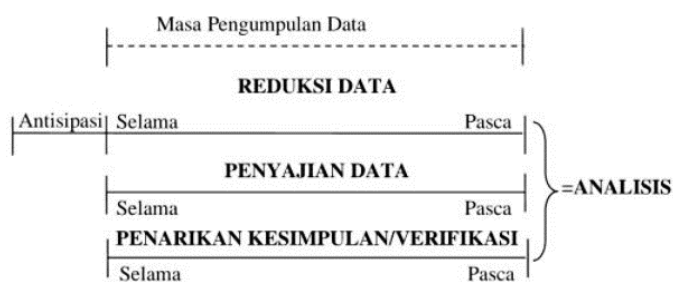 Masa Pengumpulan Data
REDUKSI DATA
Antisipasi Selama Pasca
PENYAJIAN DATA
=ANALISIS
Selama Pasca
PENARIKAN KESIMPULAN/VERIFIKASI
Selama Pasca